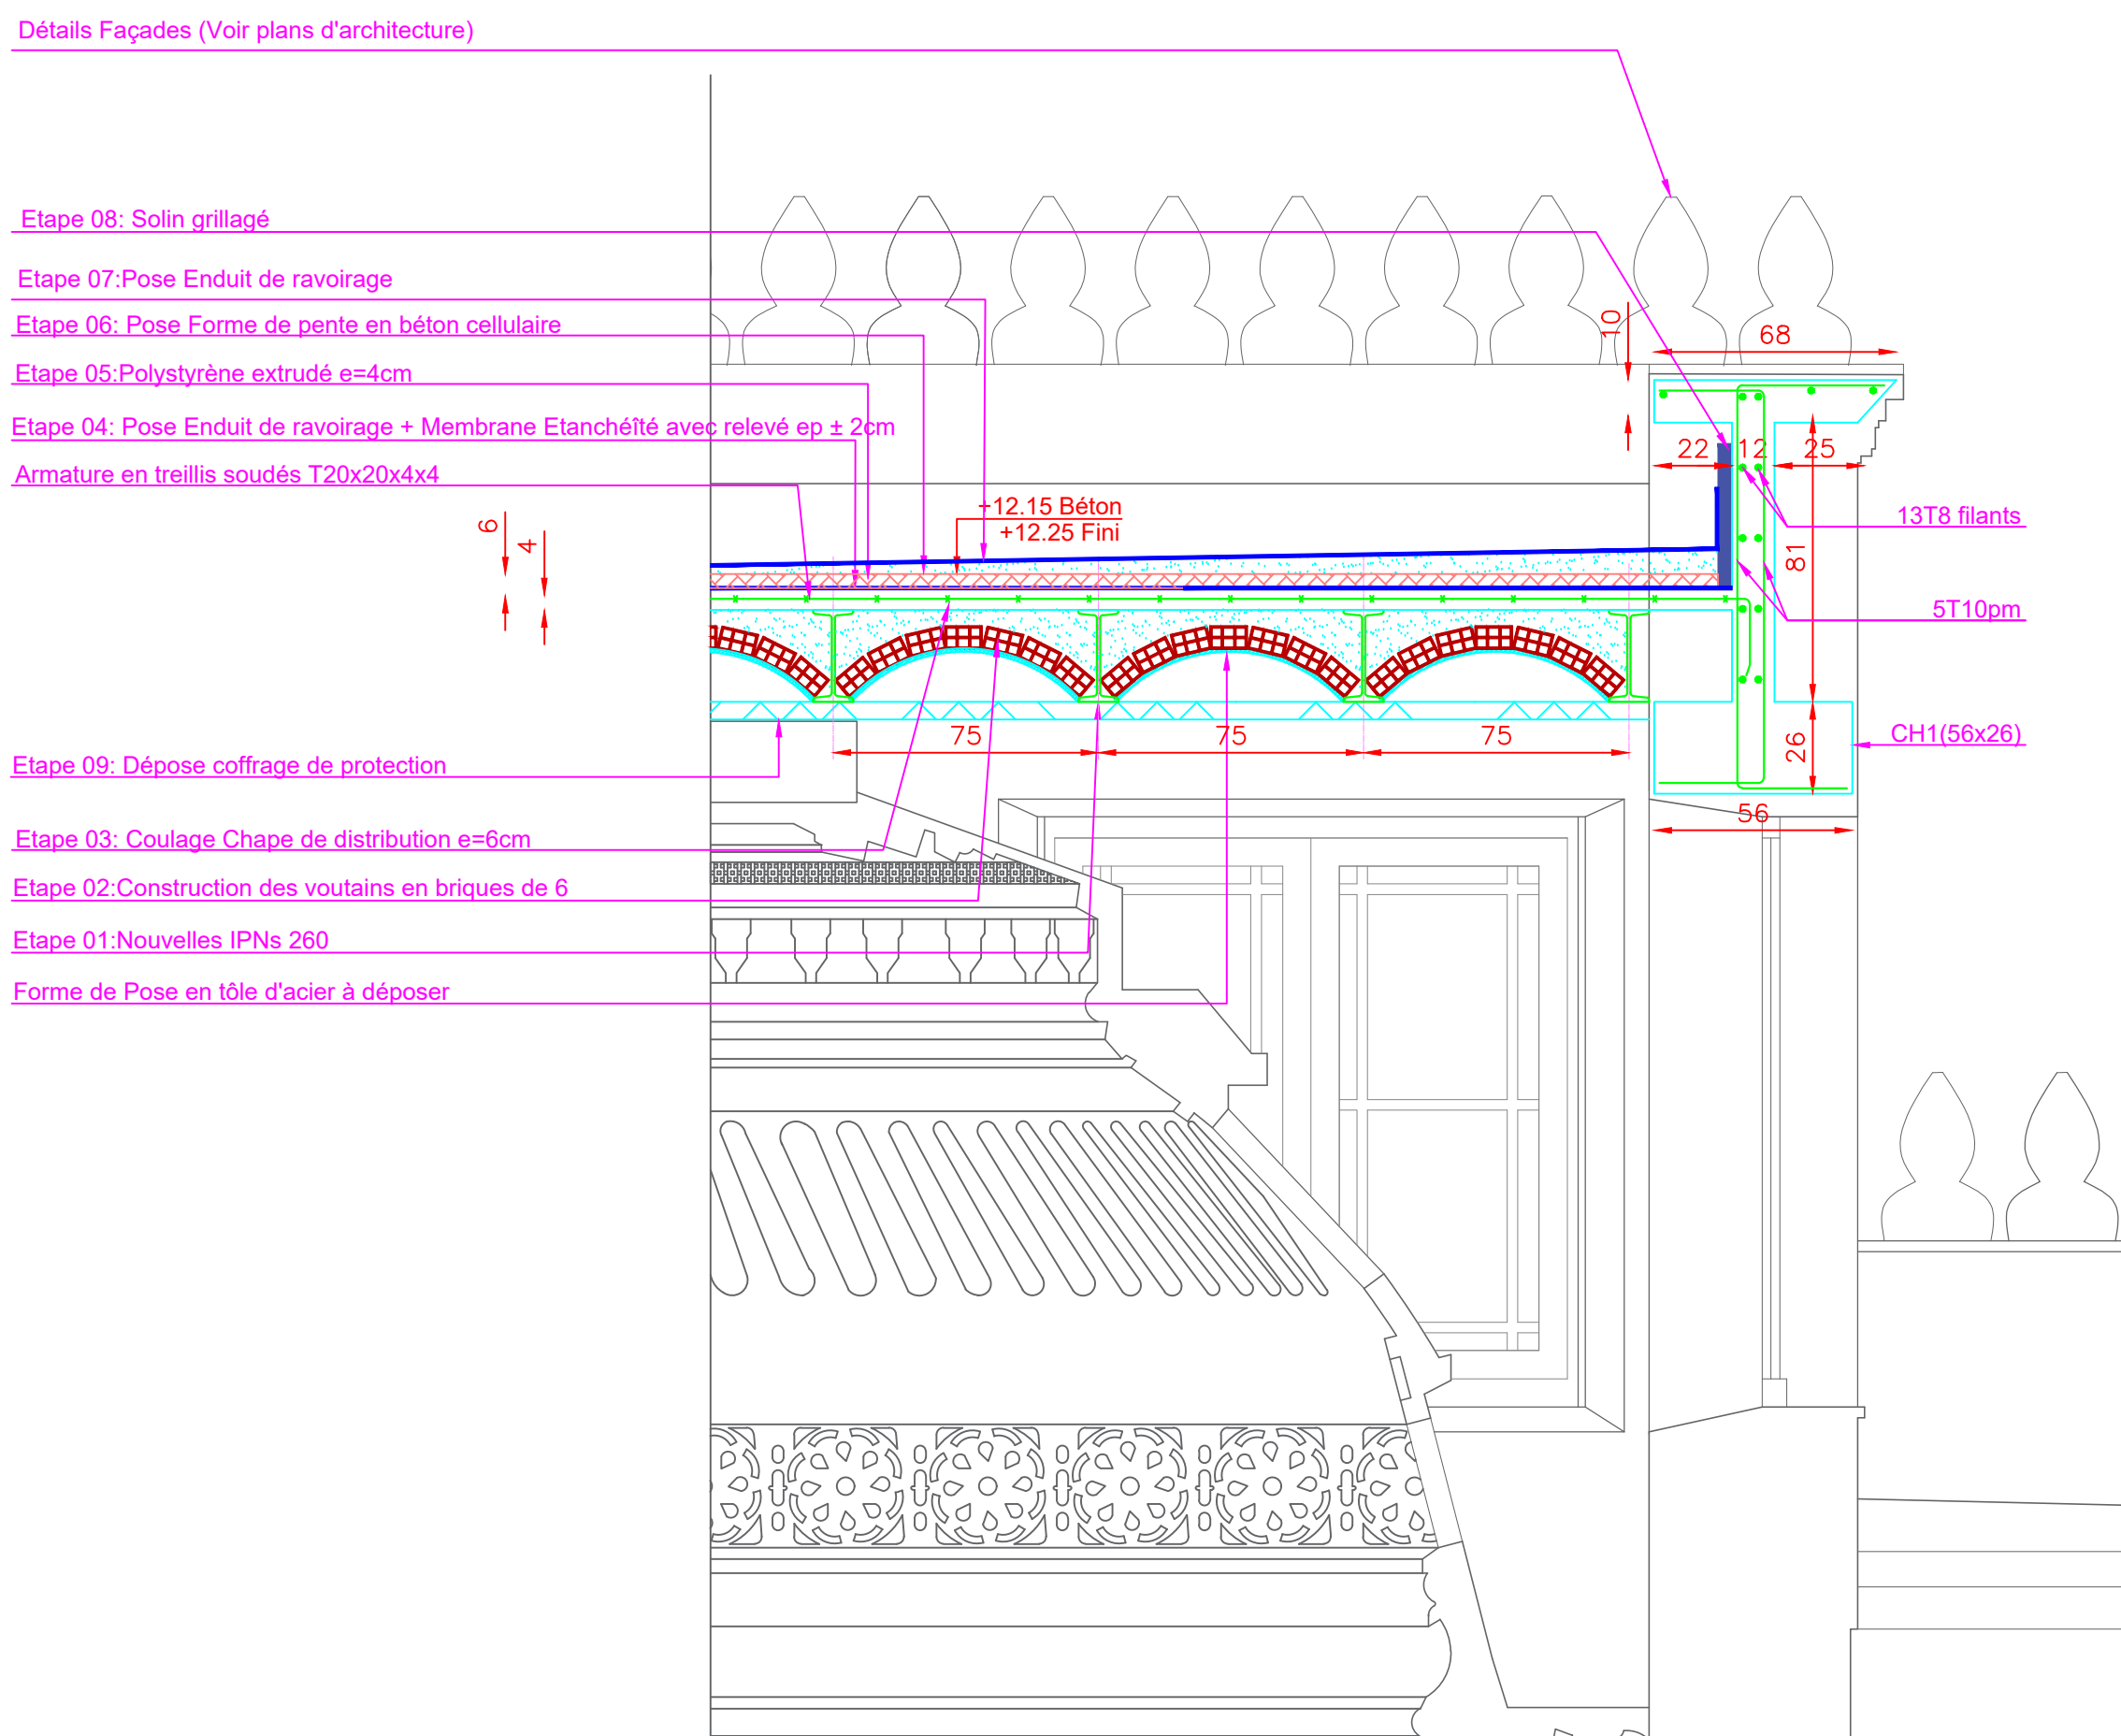 Détails Façades (Voir plans d'architecture)
Etape 08: Solin grillagé
Etape 07:Pose Enduit de ravoirage
Etape 06: Pose Forme de pente en béton cellulaire
10
68
Etape 05:Polystyrène extrudé e=4cm
Etape 04: Pose Enduit de ravoirage + Membrane Etanchéîté avec relevé ep ± 2cm
22
12
25
Armature en treillis soudés T20x20x4x4
+12.15 Béton
+12.25 Fini
13T8 filants
6
4
81
5T10pm
75
75
75
CH1(56x26)
26
Etape 09: Dépose coffrage de protection
56
Etape 03: Coulage Chape de distribution e=6cm
Etape 02:Construction des voutains en briques de 6
Etape 01:Nouvelles IPNs 260
Forme de Pose en tôle d'acier à déposer